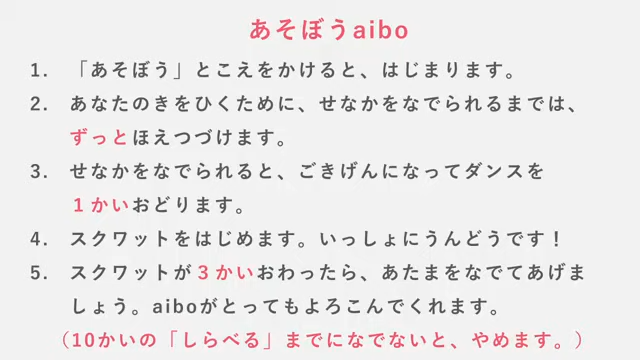 あそぼうaibo
1. 「あそぼう」とこえをかけると、はじまります。
2. あなたのきをひくために、せなかをなでられるまでは、
ずっとほえつづけます。
3. せなかをなでられると、ごきげんになってダンスを
１かいおどります。
4. スクワットをはじめます。いっしょにうんどうです！
5. スクワットが３かいおわったら、あたまをなでてあげま
しょう。aiboがとってもよろこんでくれます。
（10かいの「しらべる」までになでないと、やめます。）